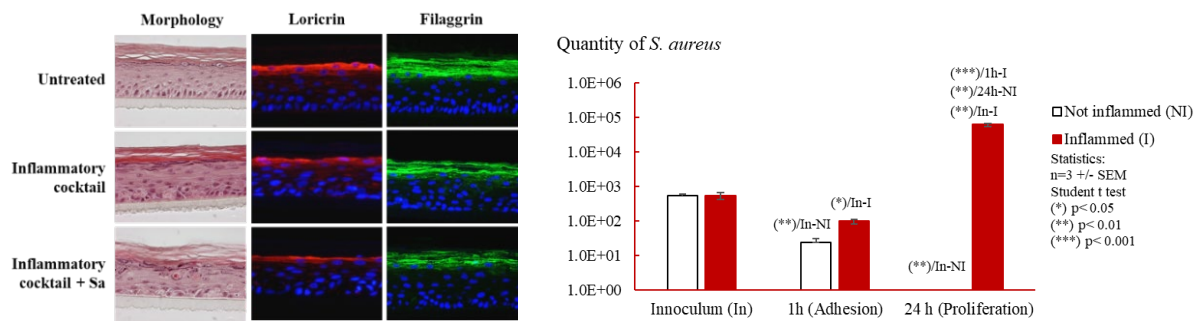 Morphology
Loricrin
Filaggrin
Untreated
Inflammatory
cocktail
Inflammatory
cocktail + Sa
Quantity of S. aureus
1.0E+06
1.0E+05
1.0E+04
1.0E+03
1.0E+02
1.0E+01
1.0E+00
(**)/In-NI
(*)/In-I
(***)/1h-I
(**)/24h-NI
(**)/In-I
(**)/In-NI
Innoculum (In)
1h (Adhesion)
24 h (Proliferation)
Not inflammed (NI)
Inflammed (I)
Statistics:
n=3 +/- SEM
Student t test
(*) p< 0.05
(**) p< 0.01
(***) p< 0.001